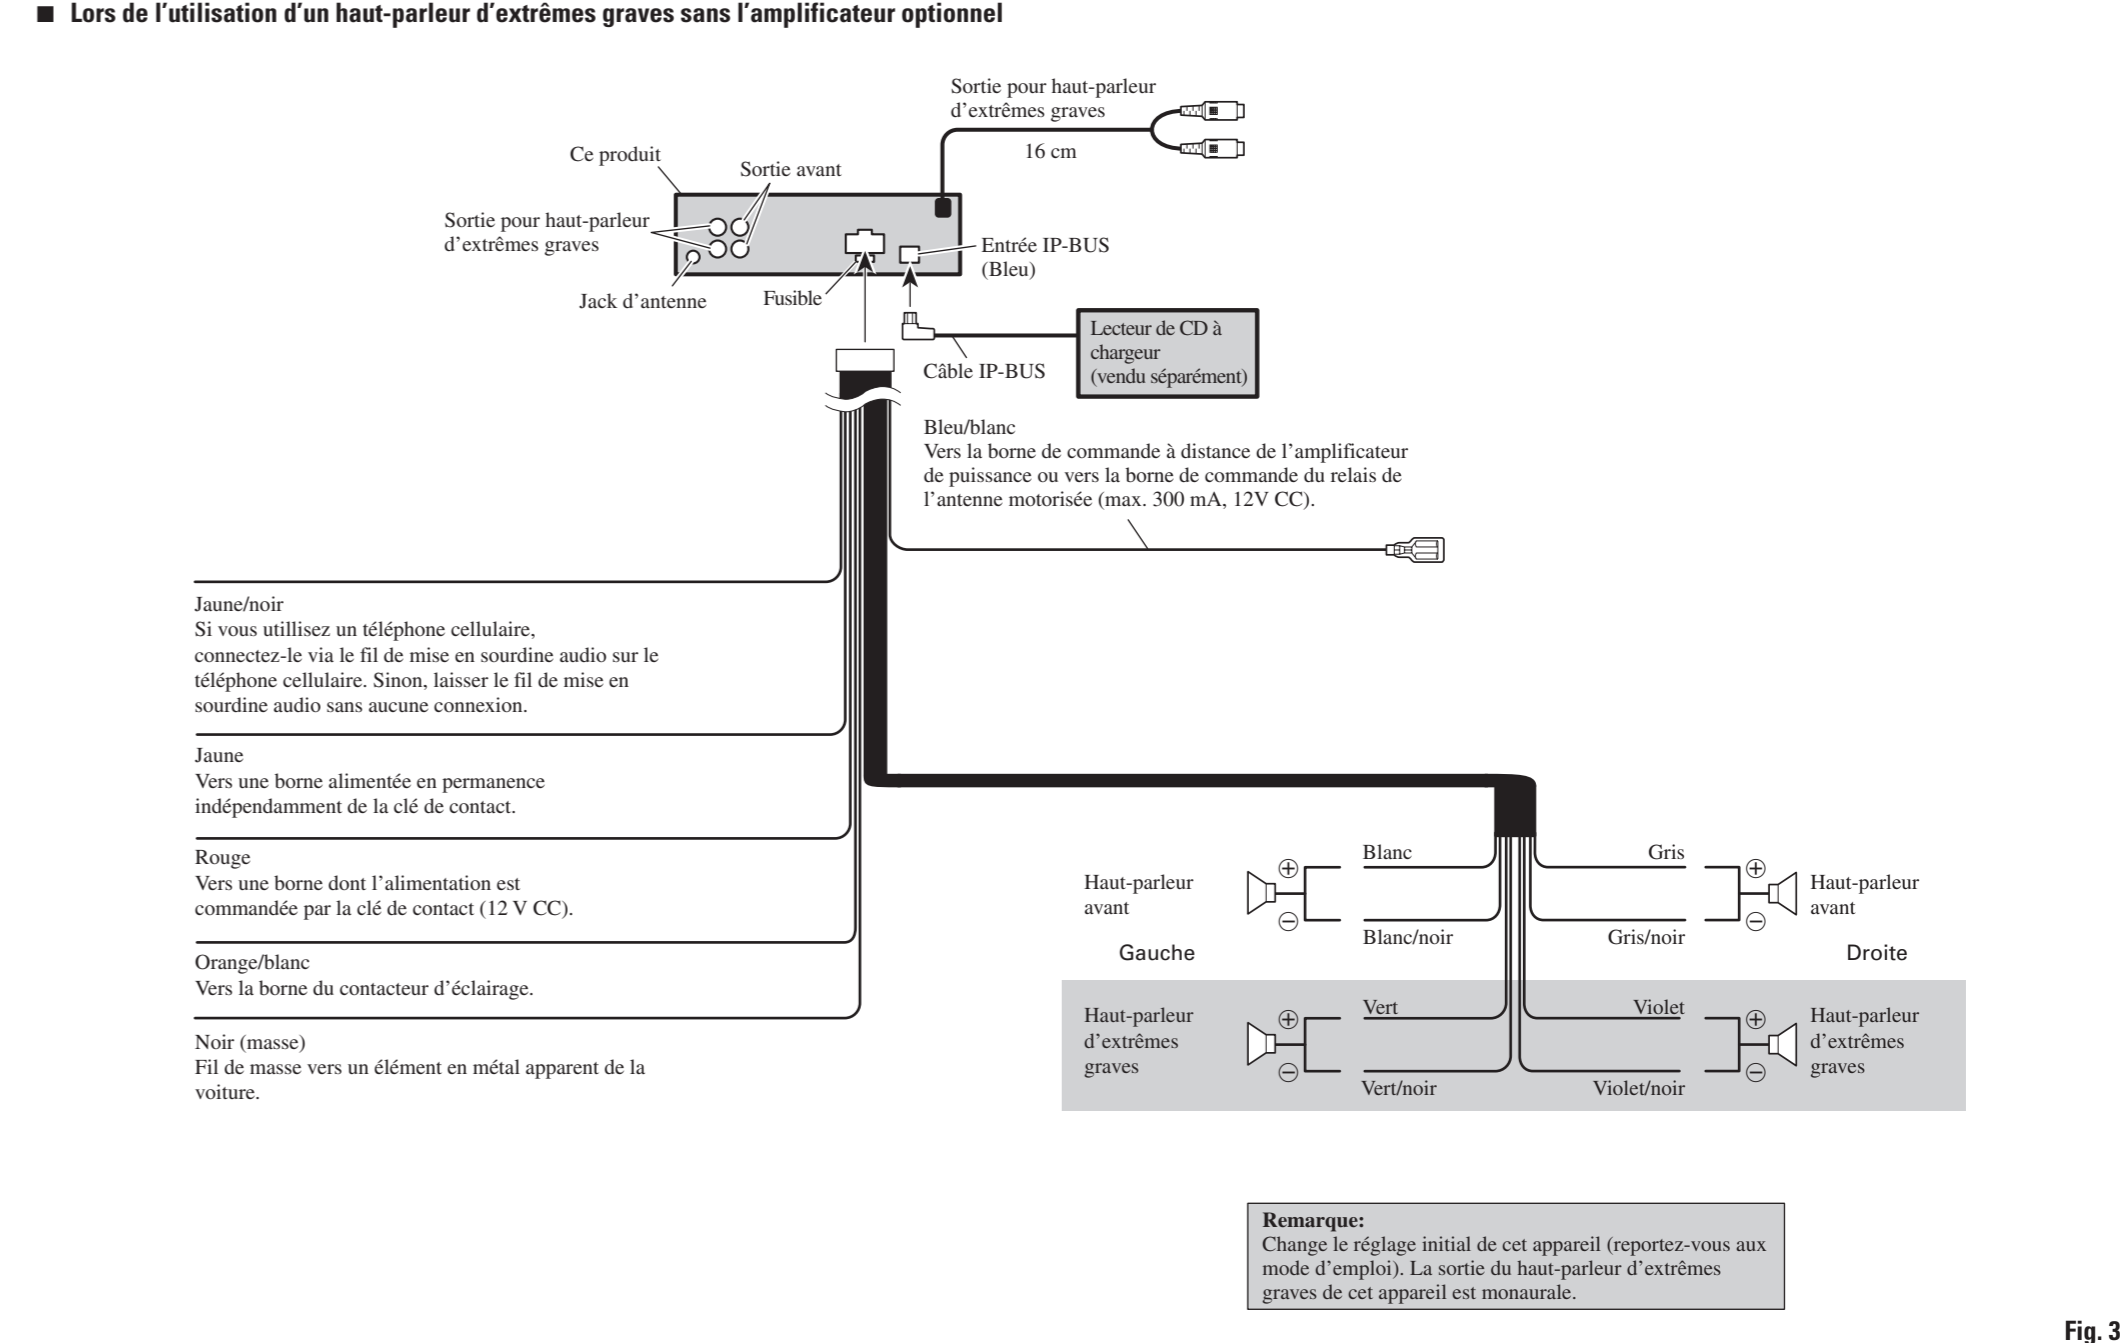 ■ Lors de l’utilisation d’un haut-parleur d’extrêmes graves sans l’amplificateur optionnel
Sortie pour haut-parleur
d’extrêmes graves
16 cm
Ce produit
Sortie avant
Sortie pour haut-parleur
d’extrêmes graves
Entrée IP-BUS
(Bleu)
Jack d’antenne
Fusible
Lecteur de CD à
chargeur
(vendu séparément)
Câble IP-BUS
Bleu/blanc
Vers la borne de commande à distance de l’amplificateur
de puissance ou vers la borne de commande du relais de
l’antenne motorisée (max. 300 mA, 12V CC).
Jaune/noir
Si vous utillisez un téléphone cellulaire,
connectez-le via le fil de mise en sourdine audio sur le
téléphone cellulaire. Sinon, laisser le fil de mise en
sourdine audio sans aucune connexion.
Jaune
Vers une borne alimentée en permanence
indépendamment de la clé de contact.
Rouge
Vers une borne dont l’alimentation est
commandée par la clé de contact (12 V CC).
Orange/blanc
Vers la borne du contacteur d’éclairage.
Noir (masse)
Fil de masse vers un élément en métal apparent de la
voiture.
Haut-parleur
avant
⊕
⊖
Blanc
Blanc/noir
Gris
Gris/noir
⊕
⊖
Haut-parleur
avant
Gauche
Droite
Haut-parleur
d’extrêmes
graves
⊕
⊖
Vert
Vert/noir
Violet
Violet/noir
⊕
⊖
Haut-parleur
d’extrêmes
graves
Remarque:
Change le réglage initial de cet appareil (reportez-vous aux
mode d’emploi). La sortie du haut-parleur d’extrêmes
graves de cet appareil est monaurale.
Fig. 3